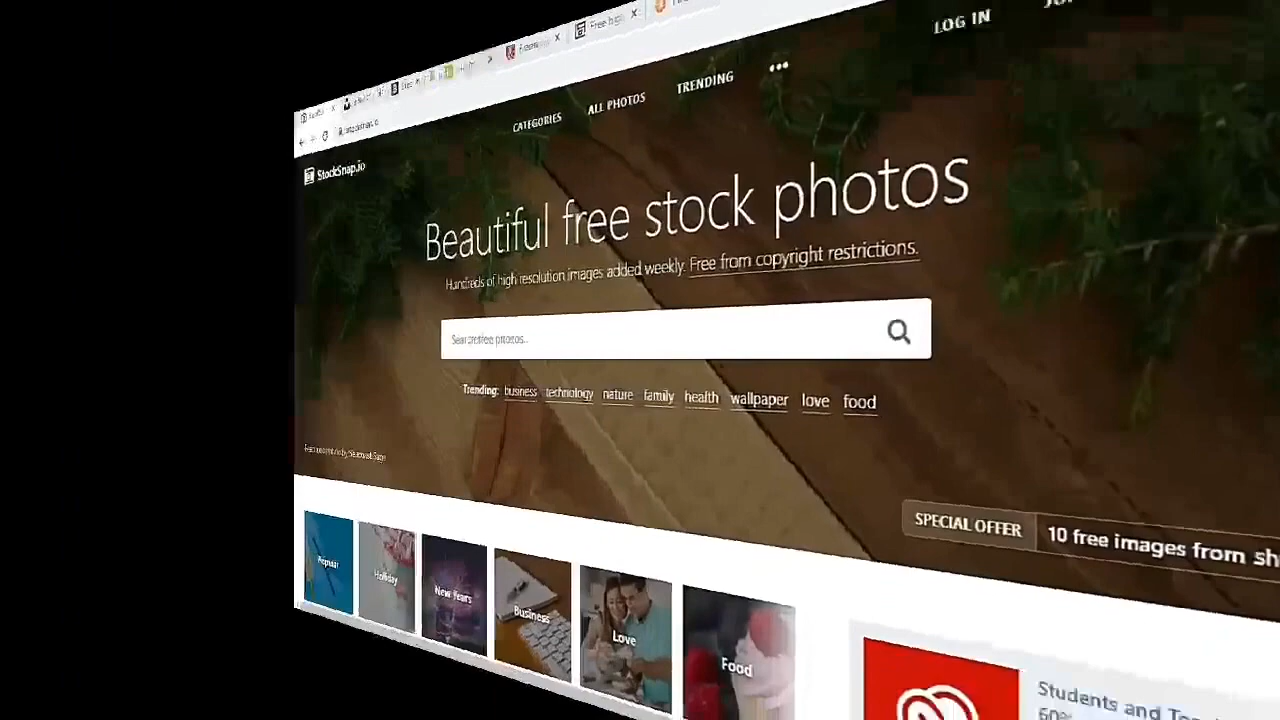 LOG IN
CATEGORIES ALL PHOTOS TRENDING •••
StockSnap.io
Beautiful free stock photos
Hundreds of high resolution images added weekly. Free from copyright restrictions.
Search free photos...
Trending: business technology nature family health wallpaper love food
SPECIAL OFFER 10 free images from sh
Popular
Holiday
New Years
Business
Love
Food
Students and Te
60%